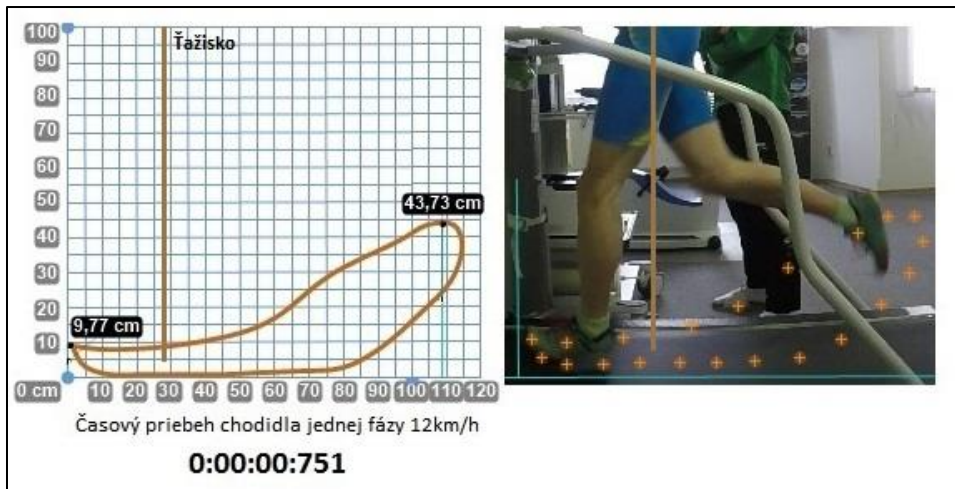 100
Ťažisko
90
80
70
60
50
43,73 cm
40
30
20
9,77 cm
10
0 cm 10 20 30 40 50 60 70 80 90 100 110 120
Časový priebeh chodidla jednej fázy 12km/h
0:00:00:751